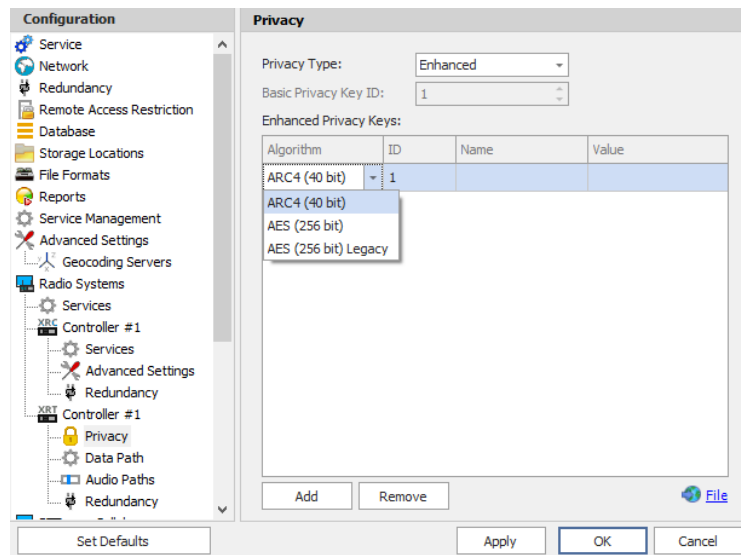 Configuration
Service
Network
Redundancy
Remote Access Restriction
Database
Storage Locations
File Formats
Reports
Service Management
Advanced Settings
Geocoding Servers
Radio Systems
Services
XRC Controller #1
Services
Advanced Settings
Redundancy
XRT Controller #1
Privacy
Data Path
Audio Paths
Redundancy
Set Defaults
Privacy
Privacy Type: Enhanced
Basic Privacy Key ID: 1
Enhanced Privacy Keys:
Algorithm ID Name Value
ARC4 (40 bit) 1
ARC4 (40 bit)
AES (256 bit)
AES (256 bit) Legacy
Add Remove File
Apply OK Cancel